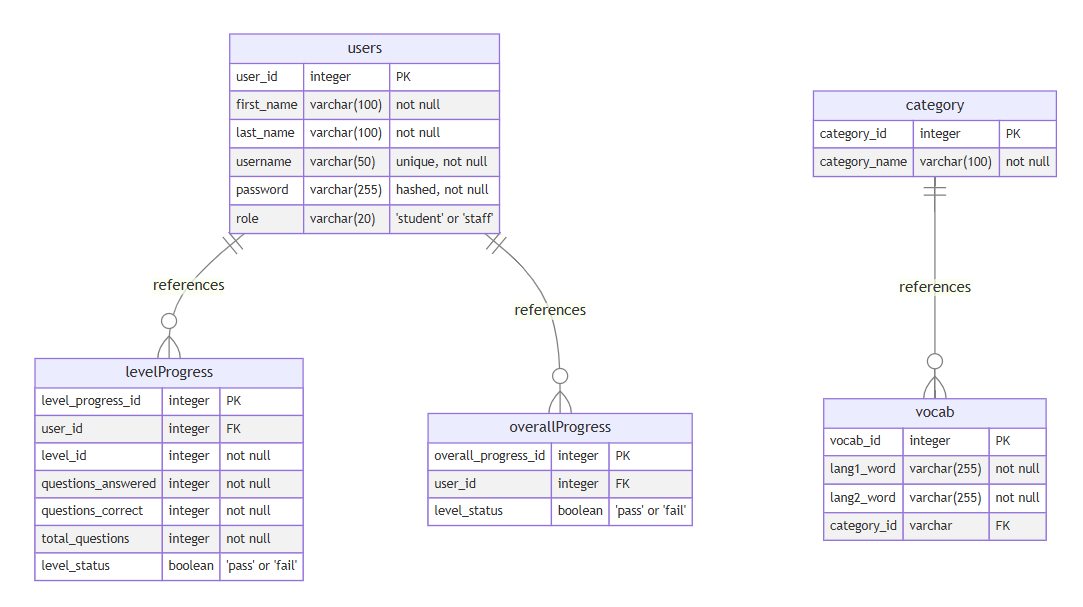 users
user_id integer PK
first_name varchar(100) not null
last_name varchar(100) not null
username varchar(50) unique, not null
password varchar(255) hashed, not null
role varchar(20) 'student' or 'staff'
category
category_id integer PK
category_name varchar(100) not null
references
references
references
levelProgress
level_progress_id integer PK
user_id integer FK
level_id integer not null
questions_answered integer not null
questions_correct integer not null
total_questions integer not null
level_status boolean 'pass' or 'fail'
overallProgress
overall_progress_id integer PK
user_id integer FK
level_status boolean 'pass' or 'fail'
vocab
vocab_id integer PK
lang1_word varchar(255) not null
lang2_word varchar(255) not null
category_id varchar FK